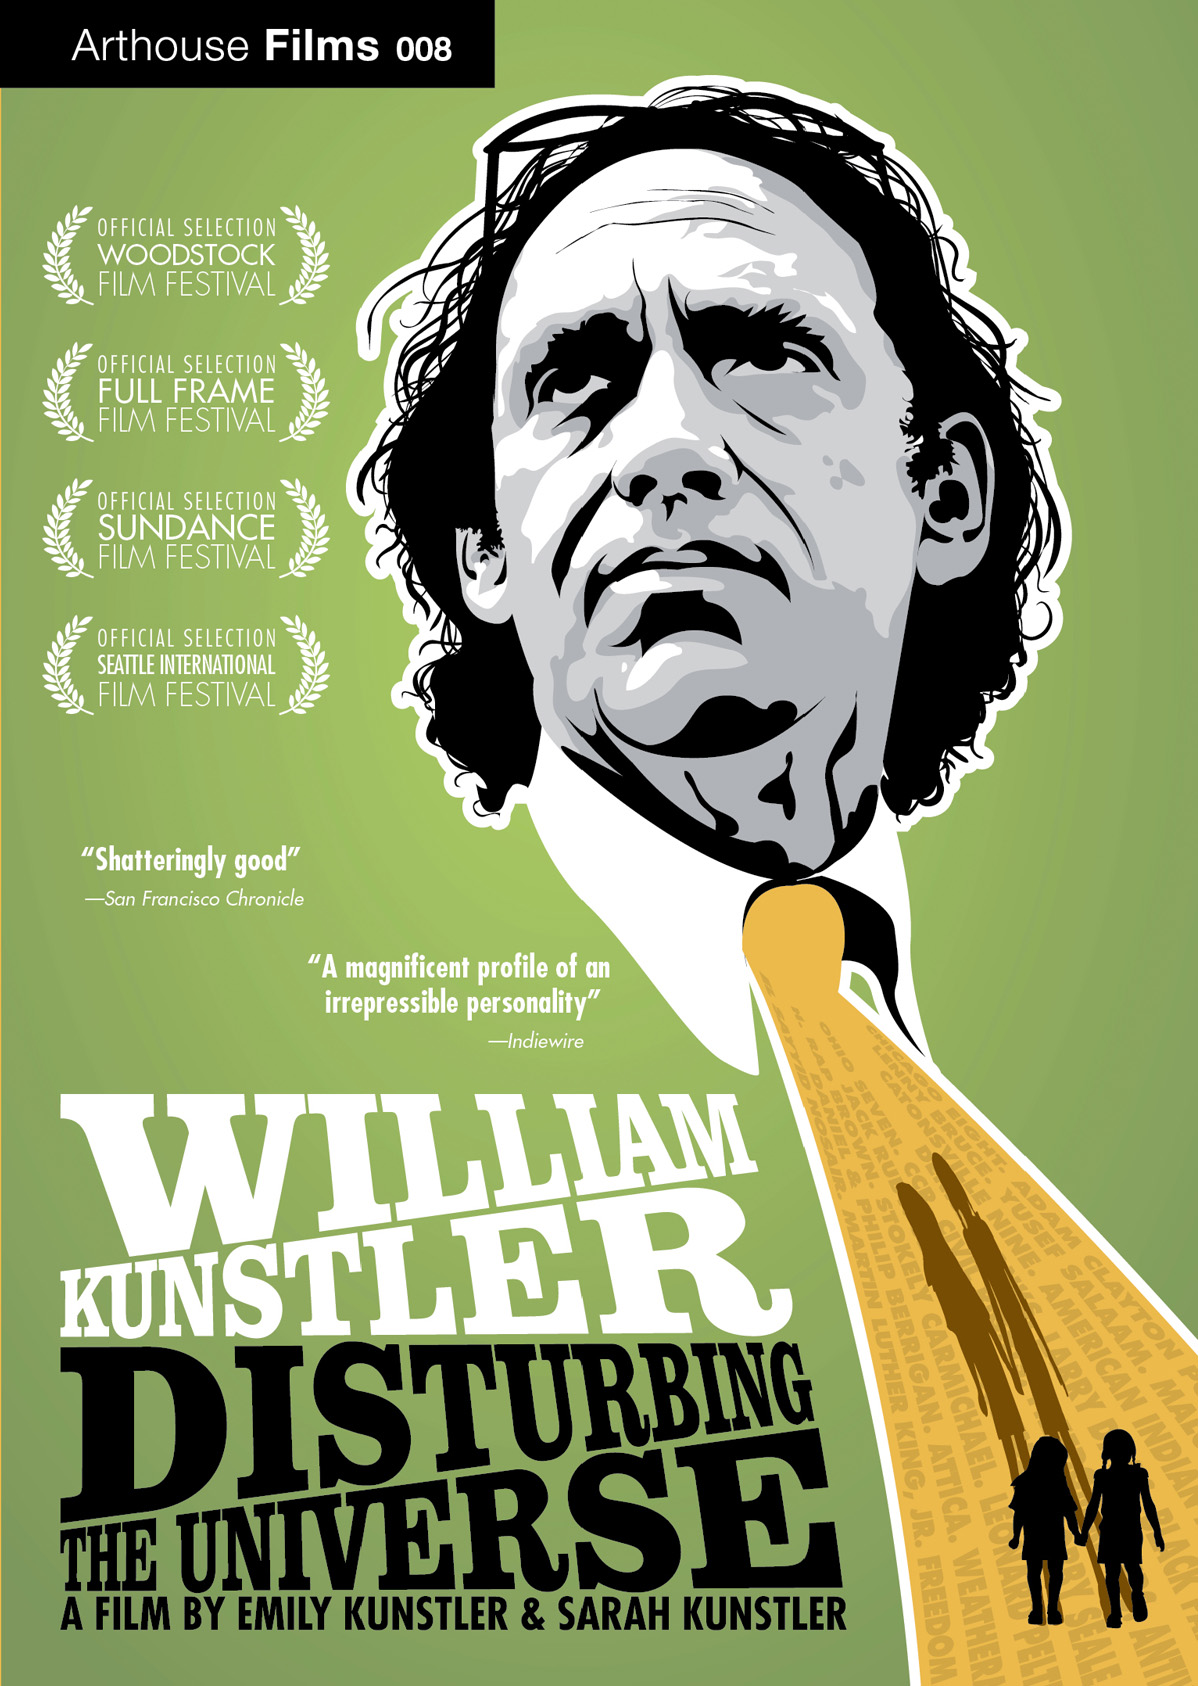 Arthouse Films 008
OFFICIAL SELECTION
WOODSTOCK
FILM FESTIVAL
OFFICIAL SELECTION
FULL FRAME
FILM FESTIVAL
OFFICIAL SELECTION
SUNDANCE
FILM FESTIVAL
OFFICIAL SELECTION
SEATTLE INTERNATIONAL
FILM FESTIVAL
“Shatteringly good”
—San Francisco Chronicle
“A magnificent profile of an
irrepressible personality”
—Indiewire
WILLIAM
KUNSTLER
DISTURBING
THE UNIVERSE
A FILM BY EMILY KUNSTLER & SARAH KUNSTLER
MARTIN LUTHER KING, JR. FREEDOM
PHILIP BERRIGAN. ATTICA. WEATHER
STOKELY CARMICHAEL.
AMERICAN INDIAN
YUSEF SALAAM.
ADAM CLAYTON